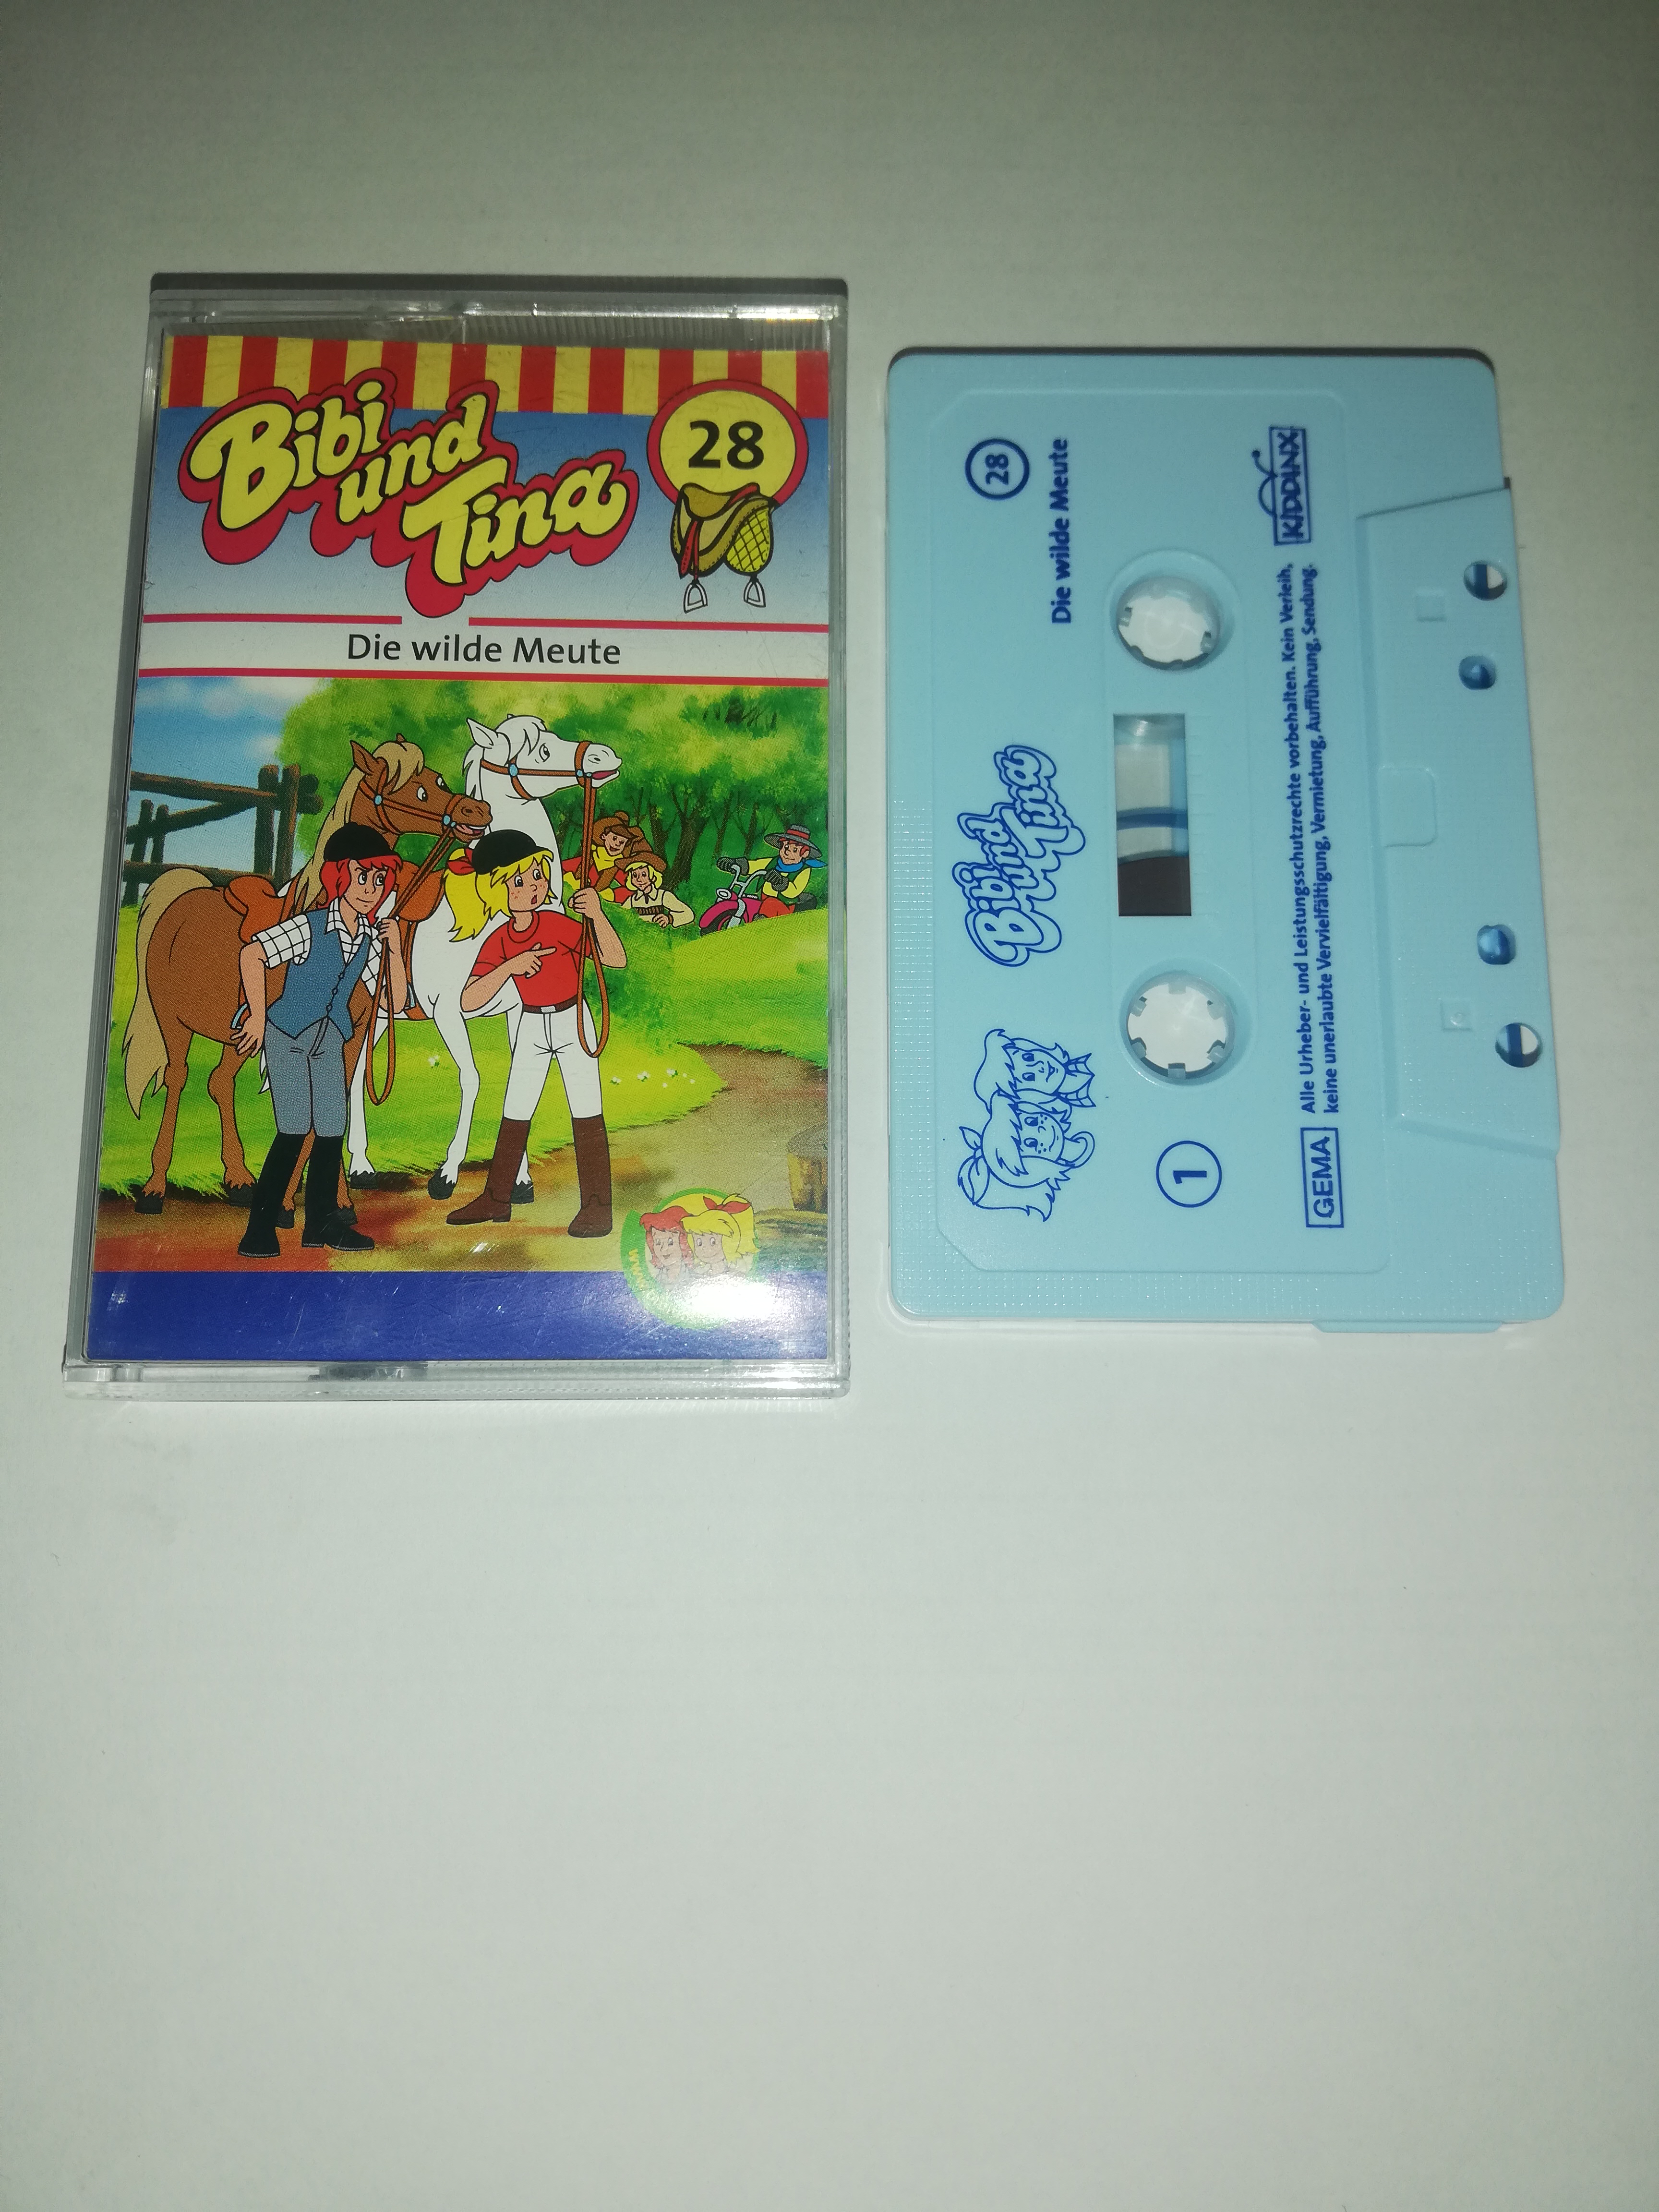 Bibi
und
Tina
28
Die wilde Meute
28
Die wilde Meute
Bibi
und
Tina
1
KIDDINX
GEMA
Alle Urheber- und Leistungsschutzrechte vorbehalten. Kein Verleih,
keine unerlaubte Vervielfältigung, Vermietung, Aufführung, Sendung.